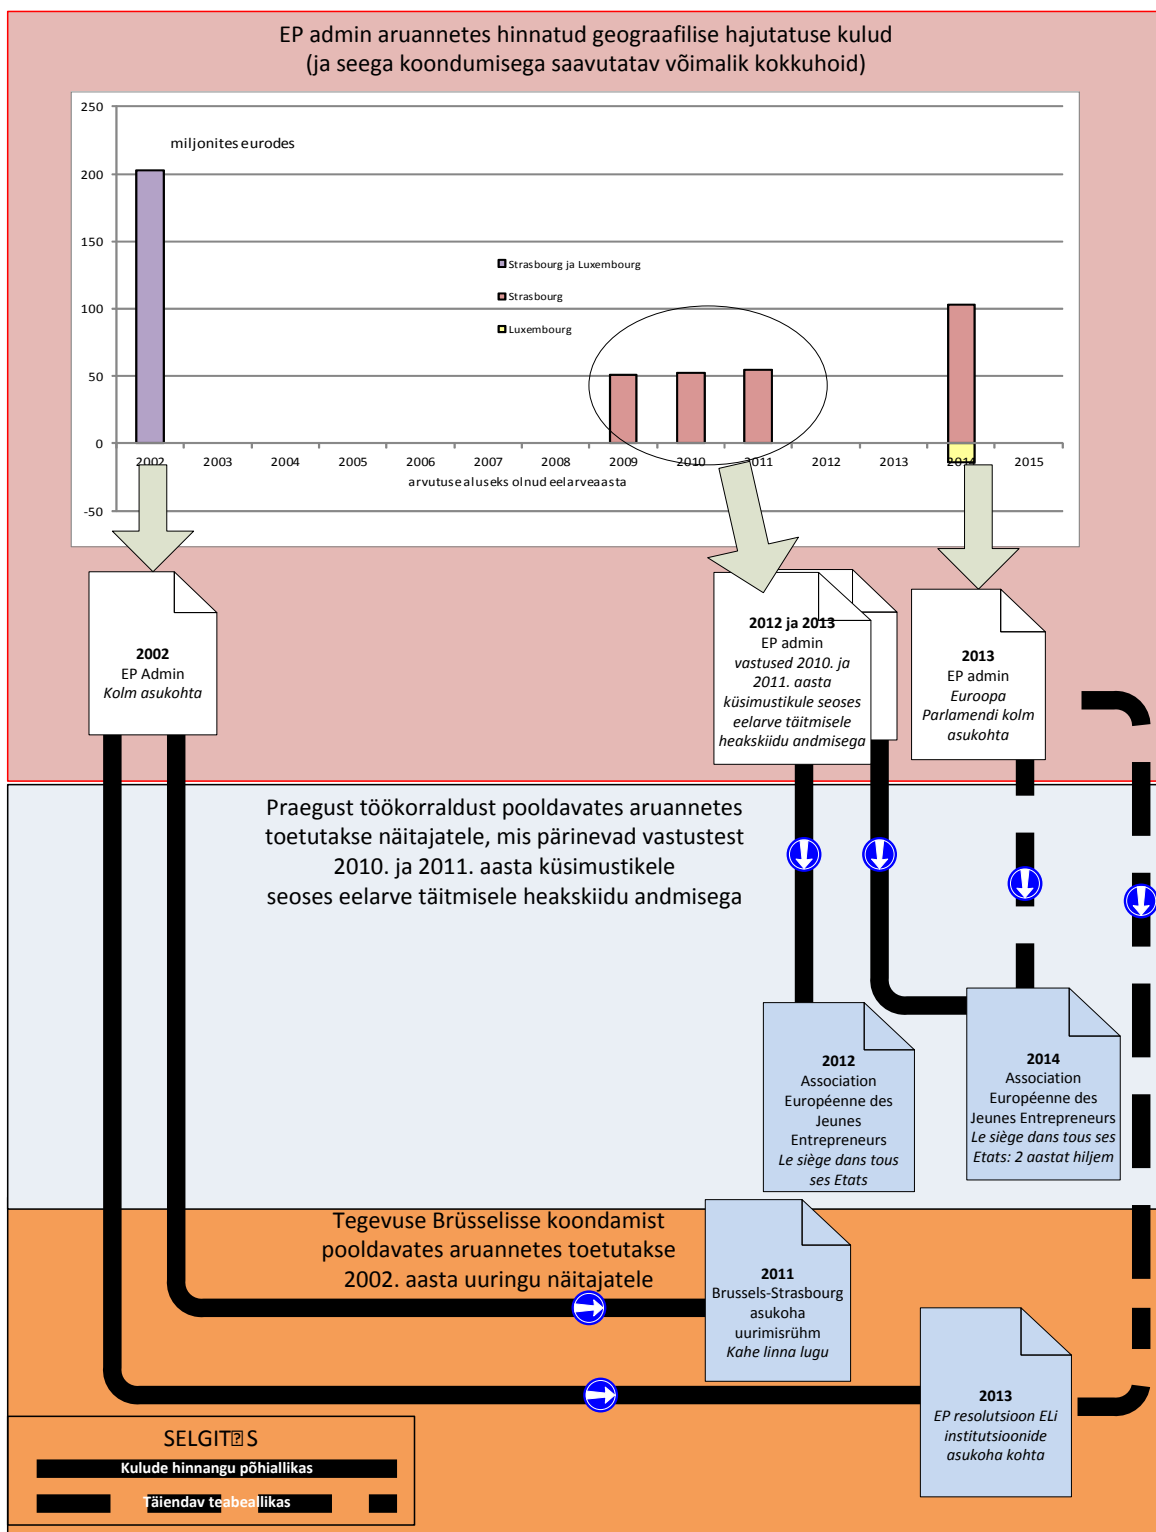 EP admin aruannetes hinnatud geograafilise hajutatuse kulud
(ja seega koondumisega saavutatav võimalik kokkuhoid)
250
200
150
100
50
0
-50
miljonites eurodes
Strasbourg ja Luxembourg
Strasbourg
Luxembourg
2002 2003 2004 2005 2006 2007 2008 2009 2010 2011 2012 2013 2014 2015
arvutuse aluseks olnud eelarveaasta
2002
EP Admin
Kolm asukohta
2012 ja 2013
EP admin
vastused 2010. ja
2011. aasta
küsimustikule seoses
eelarve täitmisele
heakskiidu andmisega
2013
EP admin
Euroopa
Parlamendi kolm
asukohta
Praegust töökorraldust pooldavates aruannetes
toetutakse näitajatele, mis pärinevad vastustest
2010. ja 2011. aasta küsimustikele
seoses eelarve täitmisele heakskiidu andmisega
2012
Association
Européenne des
Jeunes
Entrepreneurs
Le siège dans tous
ses Etats
2014
Association
Européenne des
Jeunes Entrepreneurs
Le siège dans tous ses
Etats: 2 aastat hiljem
Tegevuse Brüsselisse koondamist
pooldavates aruannetes toetutakse
2002. aasta uuringu näitajatele
2011
Brussels-Strasbourg
asukoha
uurimisrühm
Kahe linna lugu
2013
EP resolutsioon ELi
institutsioonide
asukoha kohta
SELGIT⍰S
Kulude hinnangu põhiallikas
Täiendav teabeallikas